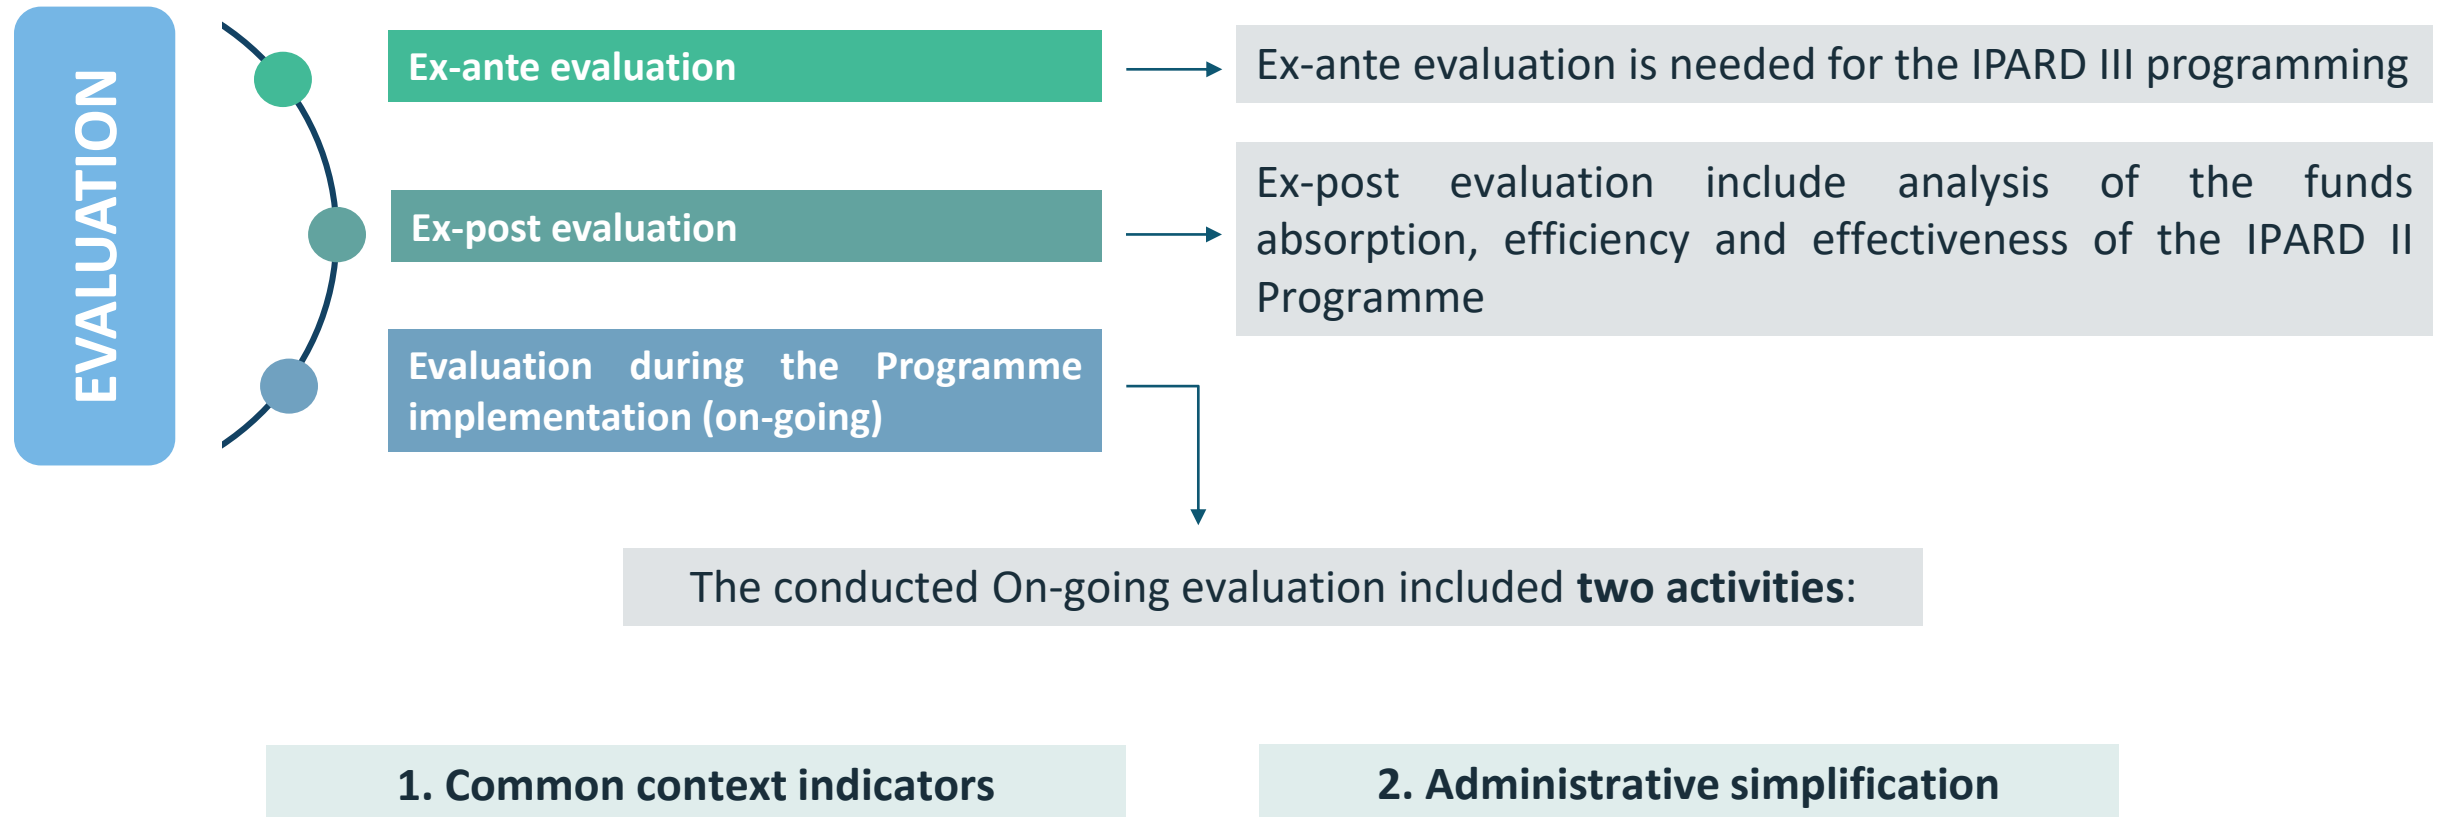 EVALUATION
Ex-ante evaluation
Ex-ante evaluation is needed for the IPARD III programming
Ex-post evaluation
Ex-post evaluation include analysis of the funds
absorption, efficiency and effectiveness of the IPARD II
Programme
Evaluation during the Programme
implementation (on-going)
The conducted On-going evaluation included two activities:
1. Common context indicators
2. Administrative simplification